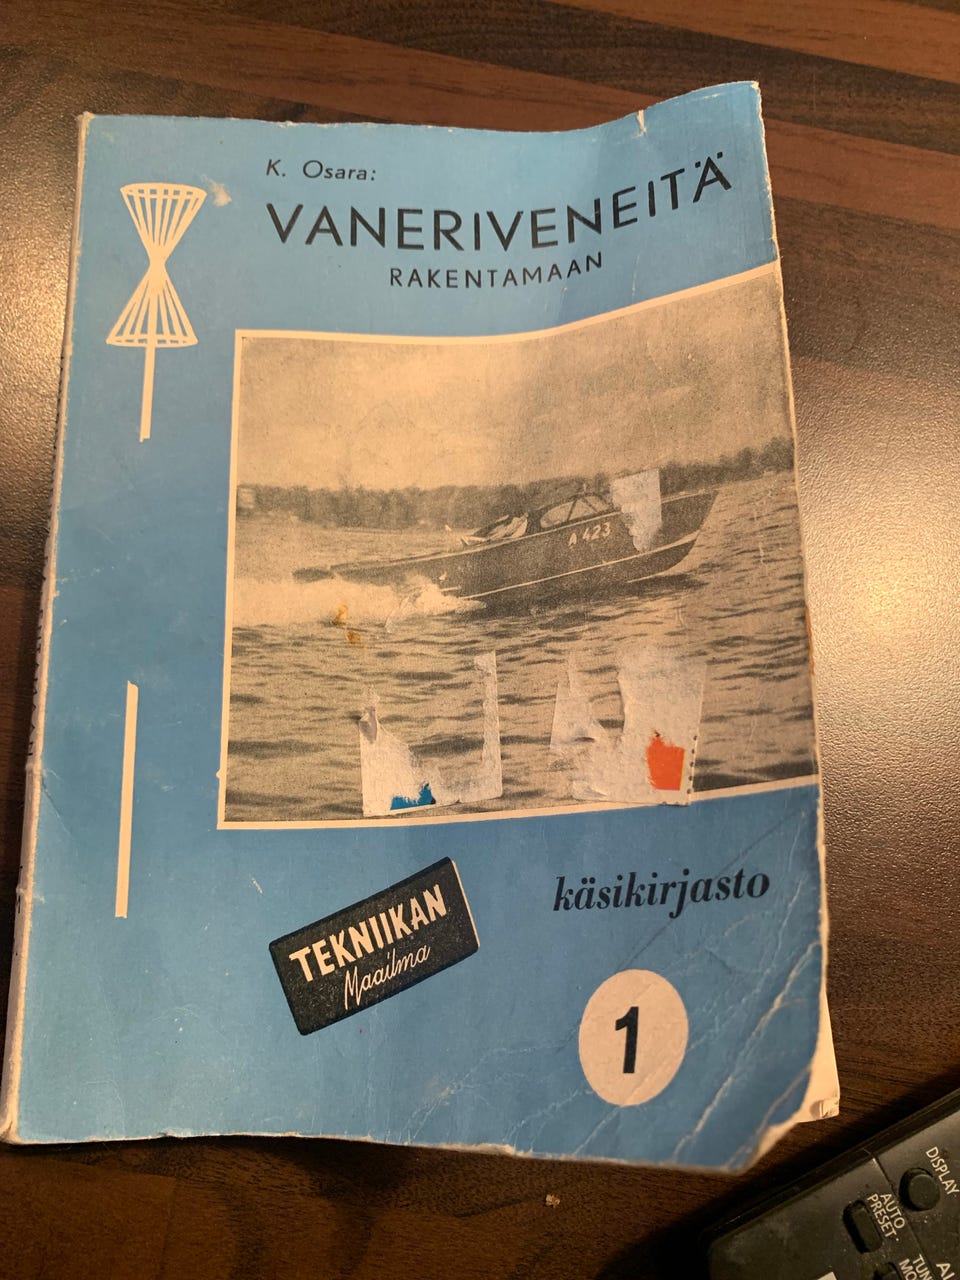 K. Osara:
VANERIVENEITÄ
RAKENTAMAAN
A 423
TEKNIIKAN
Maailma
käsikirjasto
1
DISPLAY
AUTO
PRESET